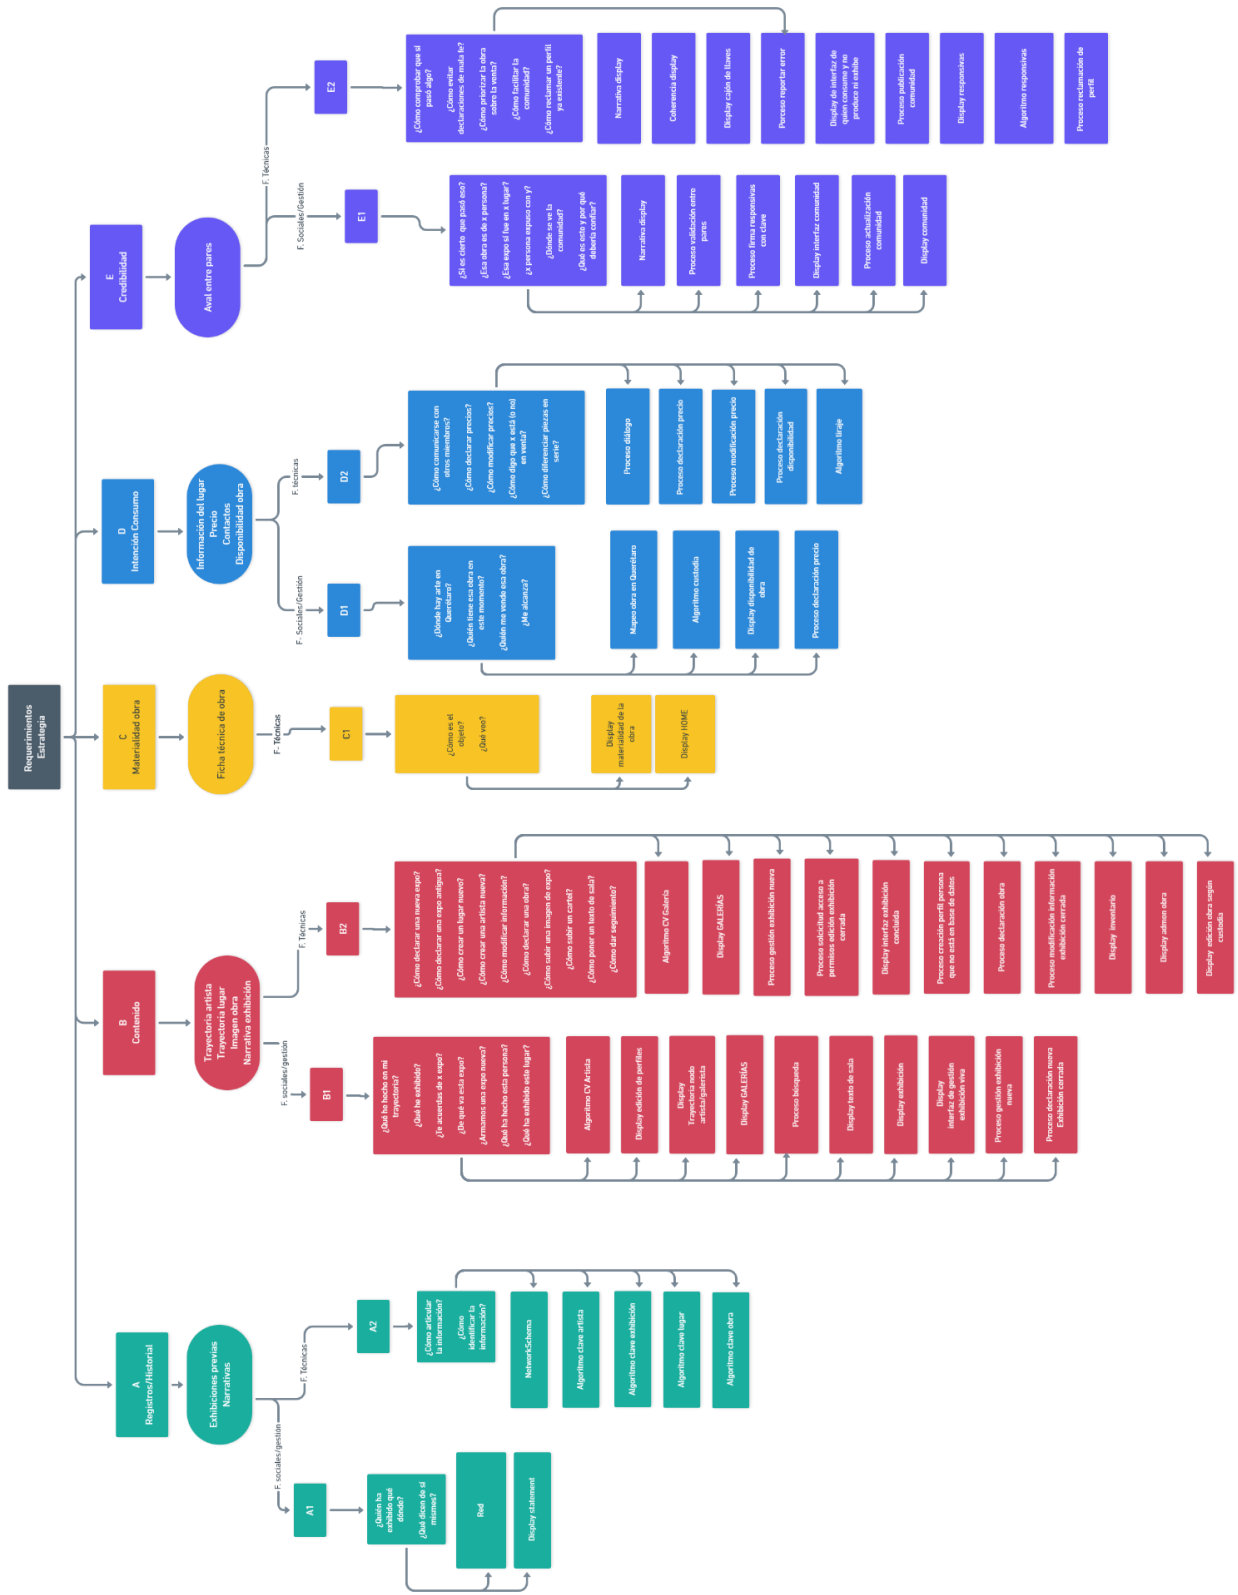 Requerimientos
Estrategia
A
Registros/Historial
Exhibiciones previas
Narrativas
F. sociales/gestión
F. Técnicas
A1
¿Quién ha
exhibido qué
dónde?
¿Qué dicen de sí
mismos?
Red
Display statement
A2
¿Cómo articular
la información?
¿Cómo
identificar la
información?
NetworkSchema
Algoritmo clave artista
Algoritmo clave exhibición
Algoritmo clave lugar
Algoritmo clave obra
B
Contenido
Trayectoria artista
Trayectoria lugar
Imagen obra
Narrativa exhibición
F. sociales/gestión
F. Técnicas
B1
¿Qué he hecho en mi
trayectoria?
¿Qué he exhibido?
¿Te acuerdas de x expo?
¿De qué va esta expo?
¿Armamos una expo nueva?
¿Qué ha hecho esta persona?
¿Qué ha exhibido este lugar?
Algoritmo CV Artista
Display edición de perfiles
Display
Trayectoria nodo
artista/galerista
Display GALERÍAS
Proceso búsqueda
Display texto de sala
Display exhibición
Display
interfaz de gestión
exhibición viva
Proceso gestión exhibición
nueva
Proceso declaración nueva
Exhibición cerrada
B2
¿Cómo declarar una nueva expo?
¿Cómo declarar una expo antigua?
¿Cómo crear un lugar nuevo?
¿Cómo crear una artista nueva?
¿Cómo modificar información?
¿Cómo declarar una obra?
¿Cómo subir una imagen de expo?
¿Cómo subir un cartel?
¿Cómo poner un texto de sala?
¿Cómo dar seguimiento?
Algoritmo CV Galería
Display GALERÍAS
Proceso gestión exhibición nueva
Proceso solcicitud acceso a
permisos edición exhibición
cerrada
Display interfaz exhibición
concluida
Proceso creación perfil persona
que no está en base de datos
Proceso declaración obra
Proceso modificación información
exhibición cerrada
Display inventario
Display admon obra
Display edición obra según
custodia
C
Materialidad obra
Ficha técnica de obra
F- Técnicas
C1
¿Cómo es el
objeto?
¿Qué veo?
Display
materialidad de la
obra
Display HOME
D
Intención Consumo
Información del lugar
Precio
Contactos
Disponibilidad obra
F- Sociales/Gestión
F. técnicas
D1
¿Dónde hay arte en
Querétaro?
¿Quién tiene esa obra en
este momento?
¿Quién me vende esa obra?
¿Me alcanza?
Mapeo obra en Querétaro
Algoritmo custodia
Display disponibilidad de
obra
Proceso declaración precio
D2
¿Cómo comunicarse con
otros miembros?
¿Cómo declarar precios?
¿Cómo modificar precios?
¿Cómo digo que x está (o no)
en venta?
¿Cómo diferenciar piezas en
serie?
Proceso diálogo
Proceso declaración precio
Proceso modificación precio
Proceso declaración
disponibilidad
Algoritmo tiraje
E
Credibilidad
Aval entre pares
F. Sociales/Gestión
F. Técnicas
E1
¿Si es cierto  que pasó eso?
¿Esa obra es de x persona?
¿Esa expo sí fue en x lugar?
¿x persona expuso con y?
¿Dónde se ve la
comunidad?
¿Qué es esto y por qué
debería confiar?
Narrativa display
Proceso validación entre
pares
Proceso firma responsivas
con clave
Display interfaz comunidad
Proceso actualización
comunidad
Display comunidad
E2
¿Cómo comprobar que sí
pasó algo?
¿Cómo evitar
declaraciones de mala fe?
¿Cómo priorizar la obra
sobre la venta?
¿Cómo facilitar la
comunidad?
¿Cómo reclamar un perfil
ya existente?
Narrativa display
Coherencia display
Display cajón de llaves
Porceso reportar error
Display de interfaz de
quien consume y no
produce ni exhibe
Proceso publicación
comunidad
Display responsivas
Algoritmo responsivas
Proceso reclamación de
perfil